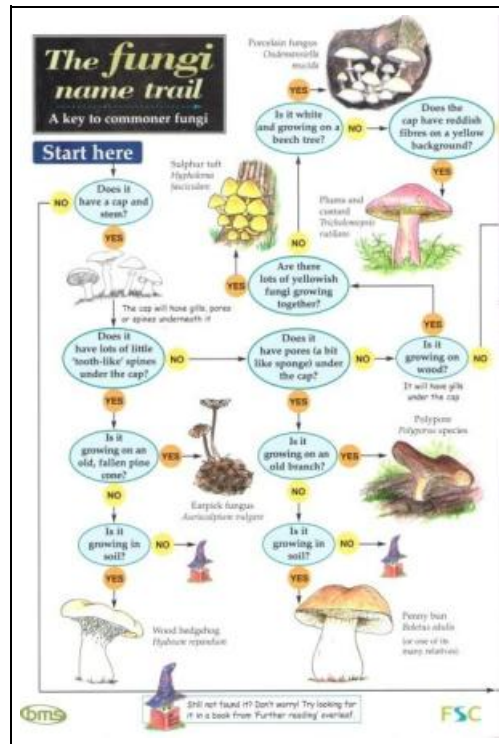 The fungi
name trail
A key to commoner fungi
Start here
Does it
have a cap and
stem?
NO
YES
The cap will have gills, pores
or spines underneath it
Does it
have lots of little
'tooth-like' spines
under the cap?
NO
YES
Is it
growing on an
old, fallen pine
cone?
YES
Earpick fungus
Auriscalpium vulgare
NO
Is it
growing in
soil?
NO
YES
Wood hedgehog
Hydnum repandum
Does it
have pores (a bit
like sponge) under
the cap?
NO
YES
Is it
growing on an
old branch?
YES
Polypore
Polyporus species
NO
Is it
growing in
soil?
NO
YES
Penny bun
Boletus edulis
(or one of its
many relatives)
Is it
growing on
wood?
It will have gills
under the cap
YES
NO
Are there
lots of yellowish
fungi growing
together?
YES
Sulphur tuft
Hypholoma
fasciculare
NO
Is it white
and growing on a
beech tree?
YES
Porcelain fungus
Oudemansiella
mucida
NO
Does the
cap have reddish
fibres on a yellow
background?
YES
Plums and
custard
Tricholomopsis
rutilans
Still not found it? Don't worry! Try looking for
it in a book from 'Further reading' overleaf.
bms
FSC